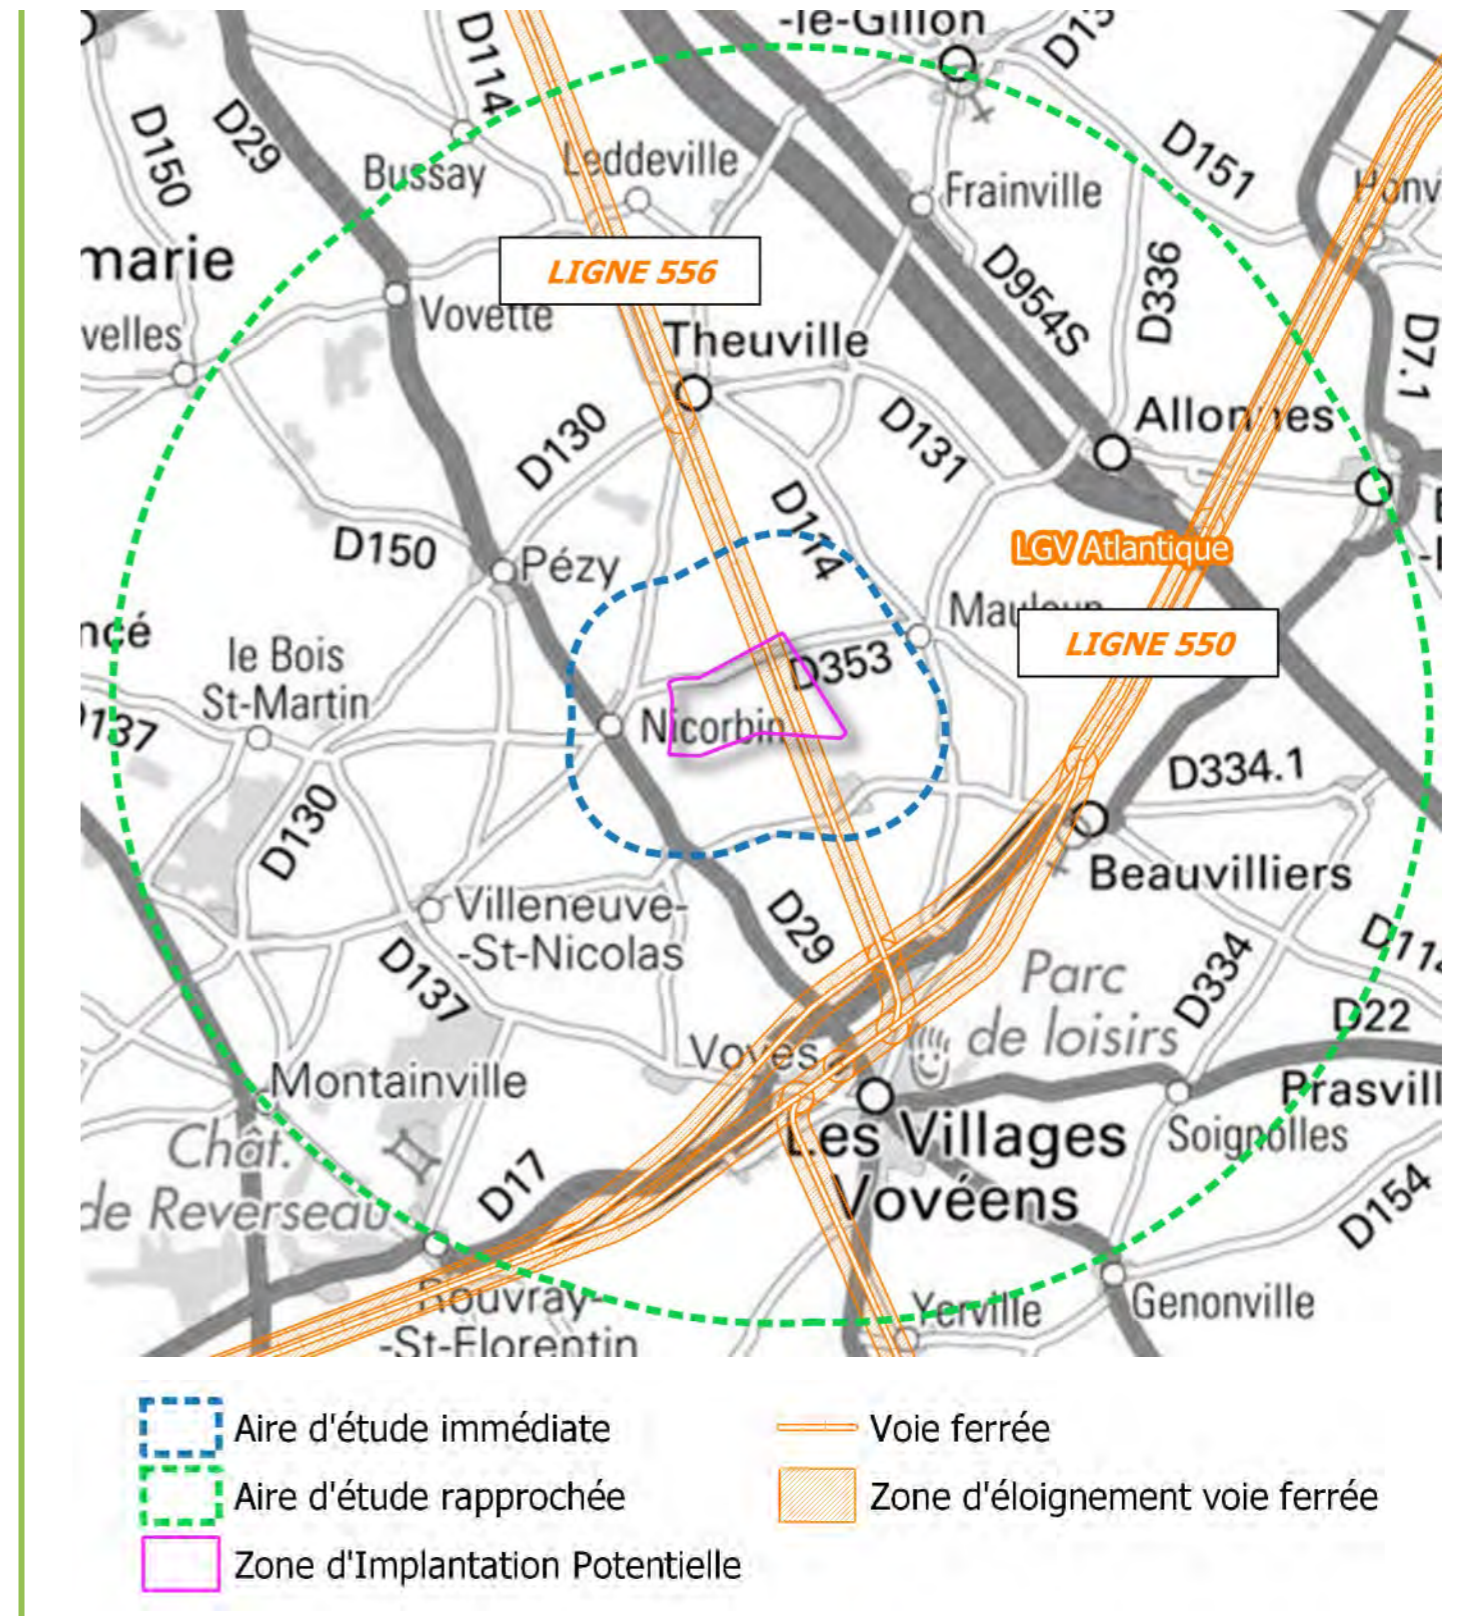 -le-Gillon
D114
D29
D150
Bussay
Leddeville
D151
Frainville
marie
LIGNE 556
D954S
D336
velles
Vovette
Theuville
D7.1
D130
D131
Allonnes
D150
Pézy
D114
LGV Atlantique
ncé
le Bois
St-Martin
LIGNE 550
D353
Nicorbin
D334.1
D130
Beauvilliers
Villeneuve-
-St-Nicolas
D29
D137
Parc
de loisirs
D334
D22
Voves
Montainville
Prasvill
Les Villages
Vovéens
Soignolles
Chât.
de Reverseau
D17
D154
Rouvray-
-St-Florentin
Yerville
Genonville
Aire d'étude immédiate
Aire d'étude rapprochée
Zone d'Implantation Potentielle
Voie ferrée
Zone d'éloignement voie ferrée